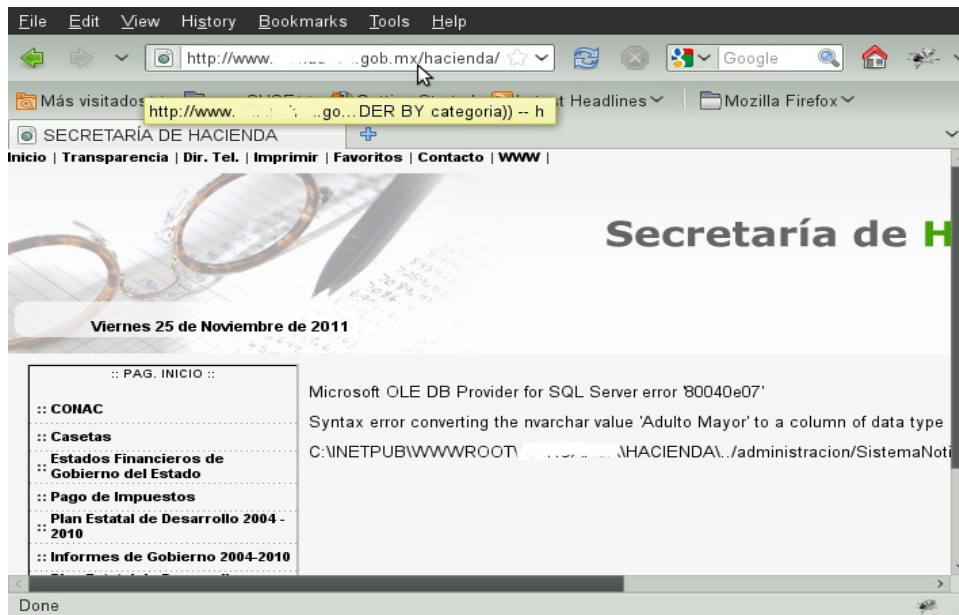 File Edit View History Bookmarks Tools Help
http://www. .gob.mx/hacienda/ Google
Más visitados Headlines Mozilla Firefox
http://www. ..go...DER BY categoria)) -- h
SECRETARÍA DE HACIENDA
Inicio | Transparencia | Dir. Tel. | Imprimir | Favoritos | Contacto | WWW |
Secretaría de H
Viernes 25 de Noviembre de 2011
:: PAG. INICIO ::
:: CONAC
:: Casetas
:: Estados Financieros de
Gobierno del Estado
:: Pago de Impuestos
:: Plan Estatal de Desarrollo 2004 -
2010
:: Informes de Gobierno 2004-2010
Microsoft OLE DB Provider for SQL Server error '80040e07'
Syntax error converting the nvarchar value 'Adulto Mayor' to a column of data type
C:\INETPUB\WWWROOT\ \HACIENDA\../administracion/SistemaNoti
Done